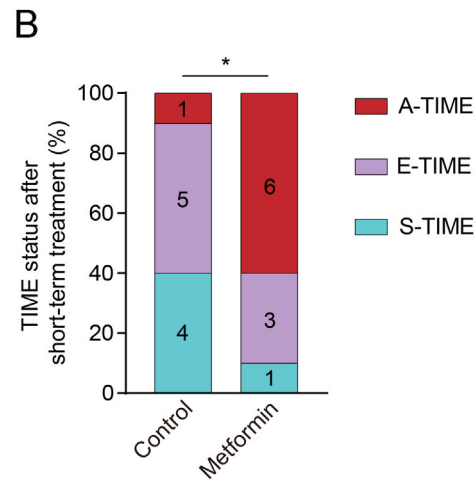 B
*
TIME status after
short-term treatment (%)
100
80
60
40
20
0
1
5
4
6
3
1
Control
Metformin
A-TIME
E-TIME
S-TIME